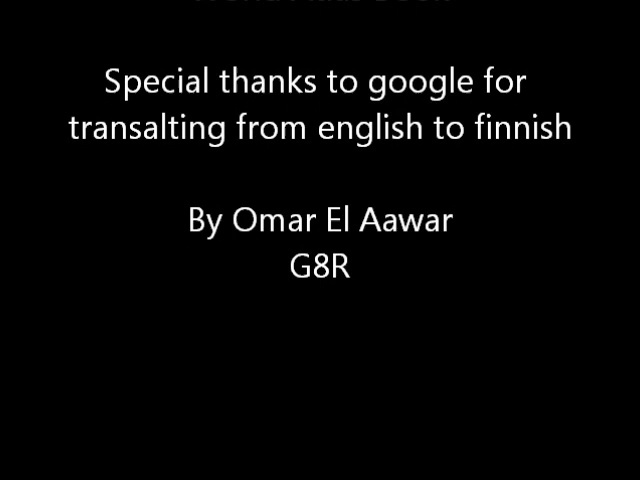 Special thanks to google for
transalting from english to finnish
By Omar El Aawar
G8R